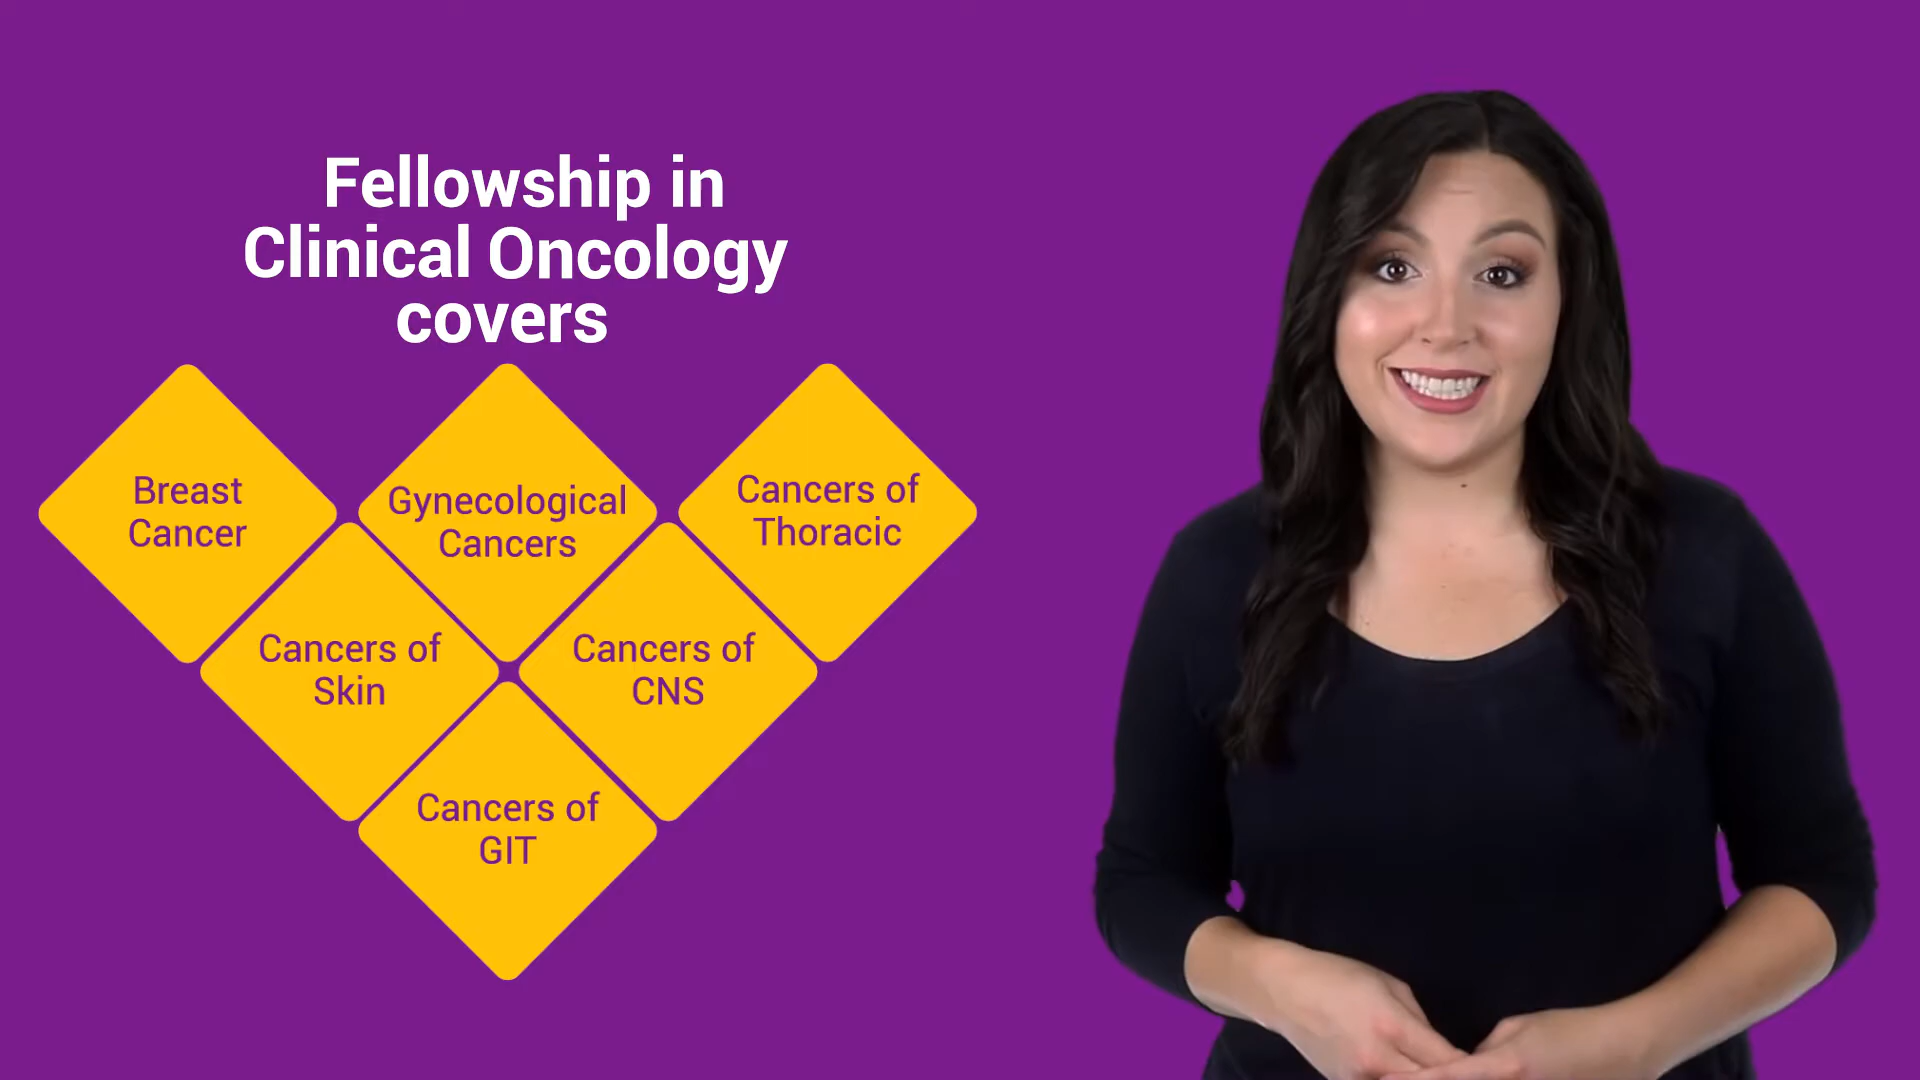 Fellowship in
Clinical Oncology
covers
Breast
Cancer
Gynecological
Cancers
Cancers of
Thoracic
Cancers of
Skin
Cancers of
CNS
Cancers of
GIT